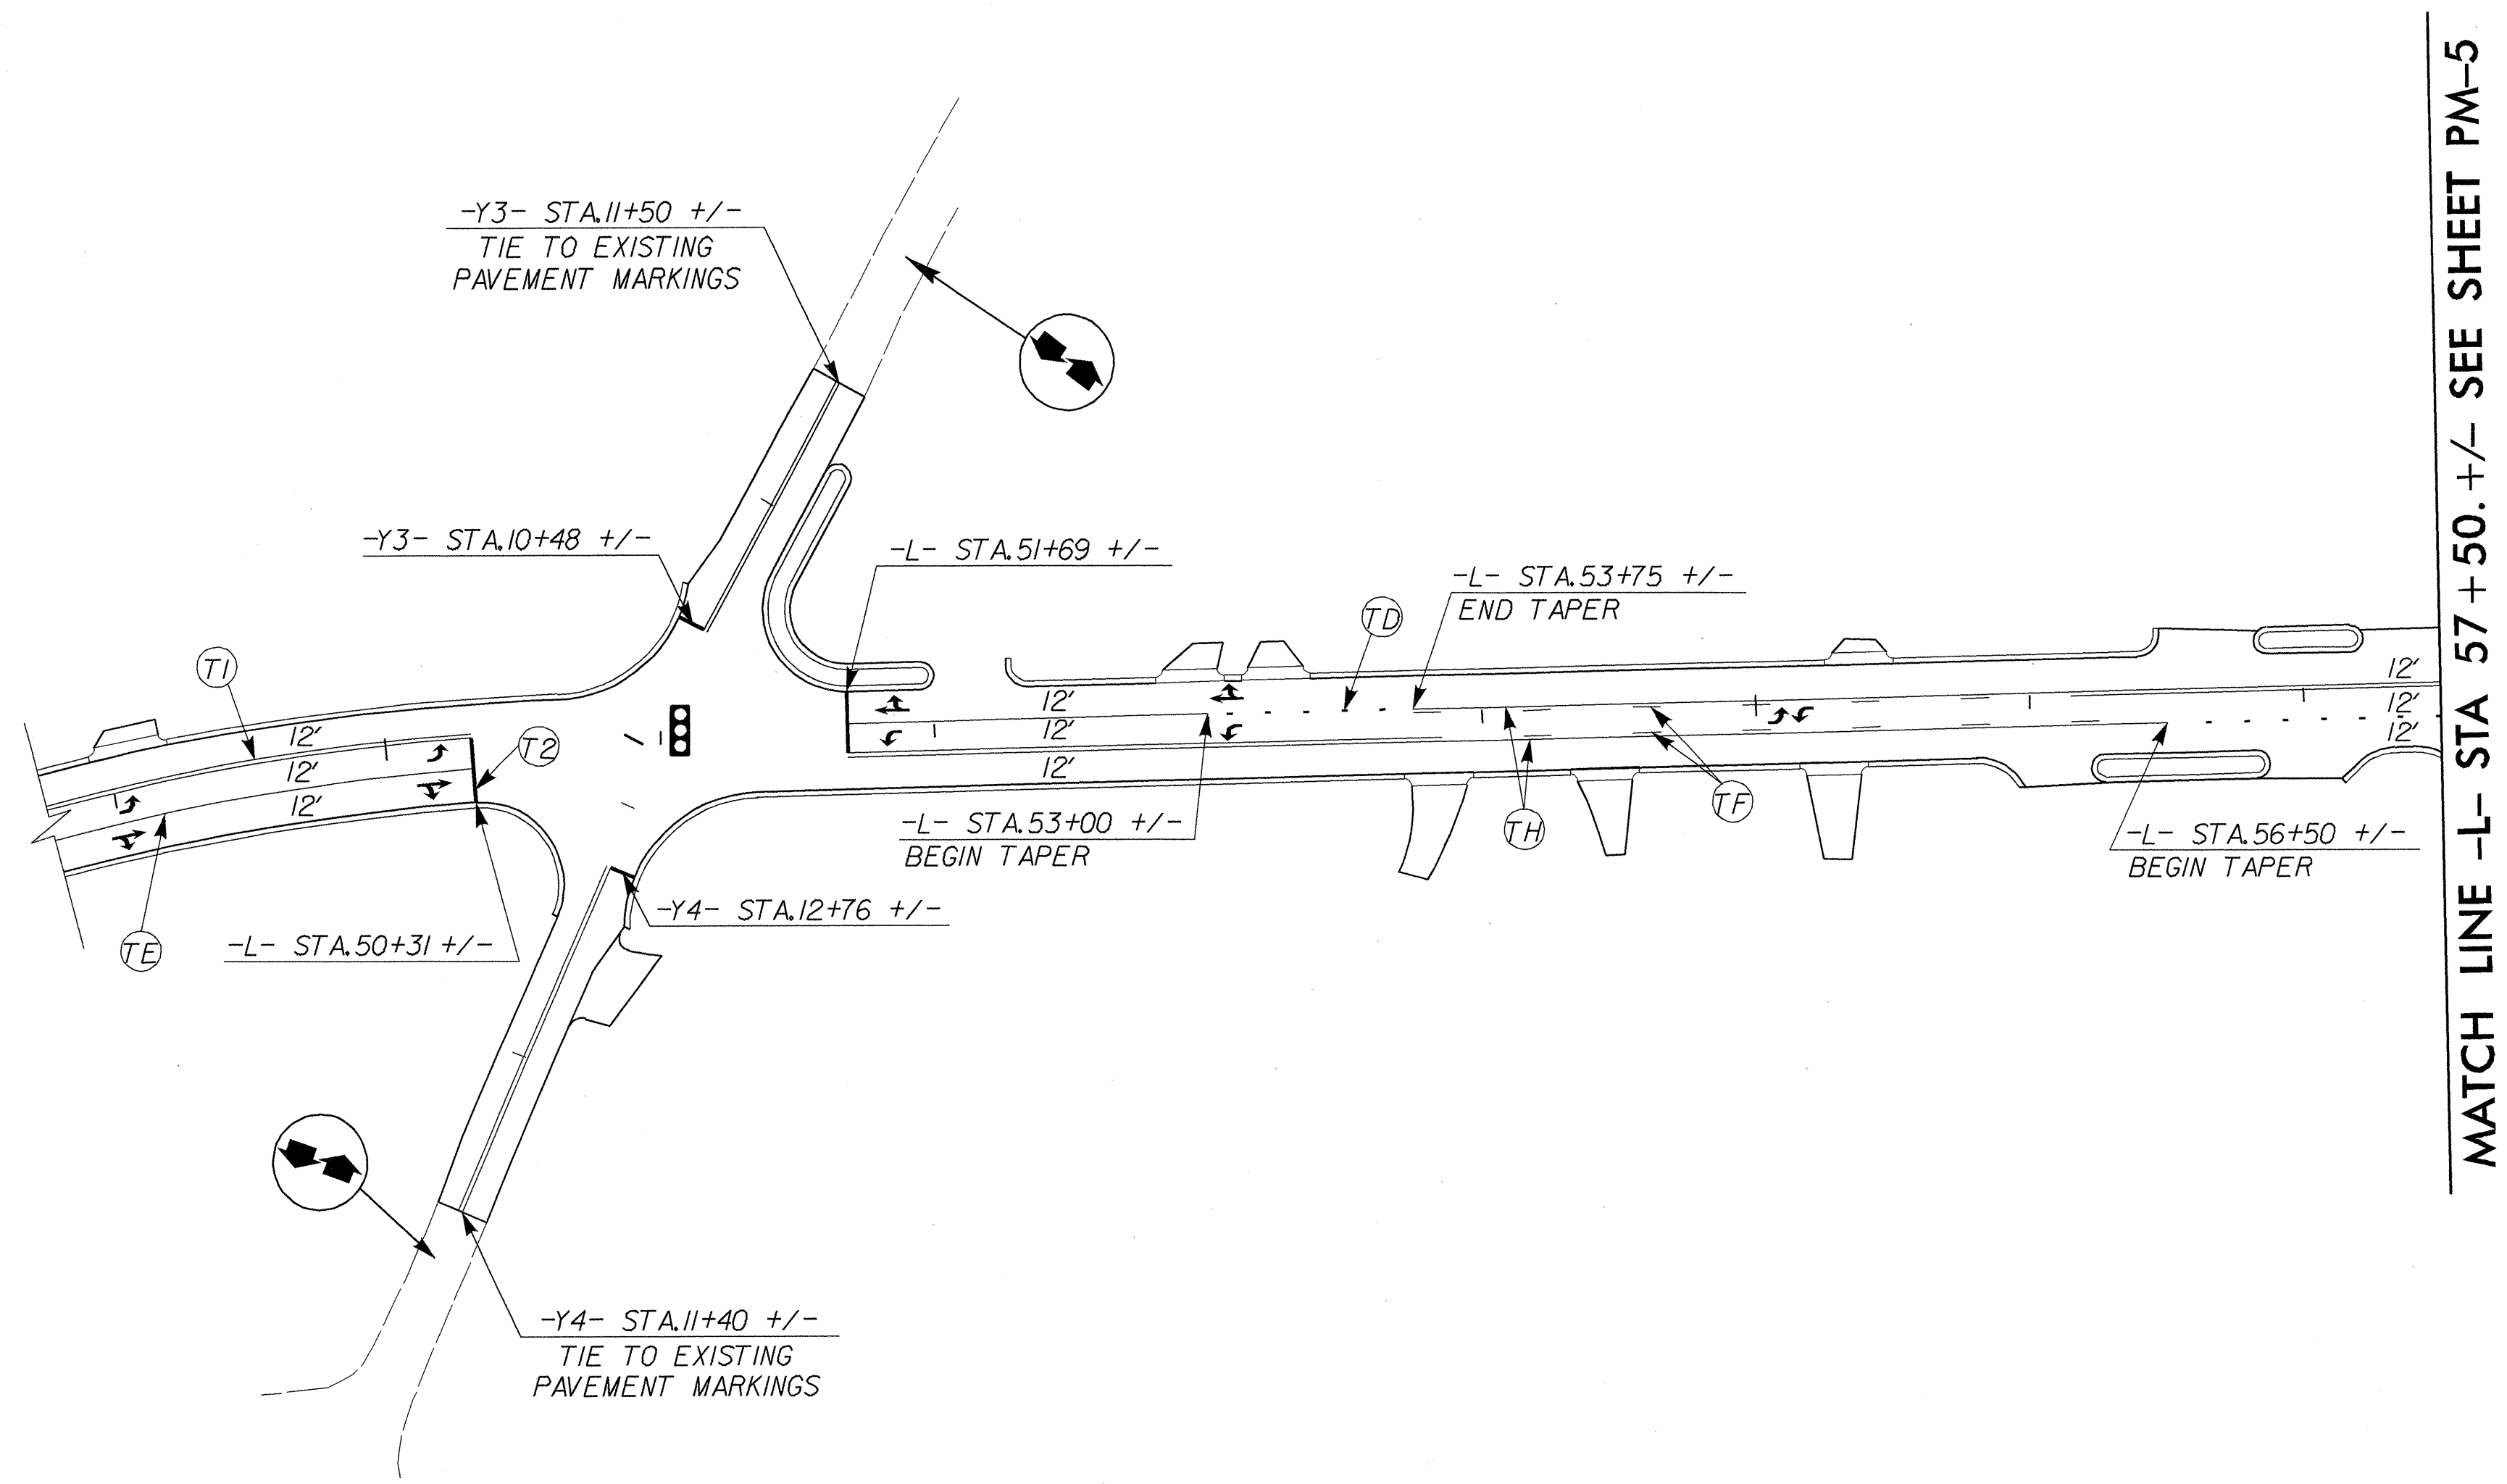 -Y3- STA.11+50 +/-
TIE TO EXISTING
PAVEMENT MARKINGS
-Y3- STA.10+48 +/-
-L- STA.51+69 +/-
-L- STA.53+75 +/-
END TAPER
TD
T1
T2
12'
12'
12'
12'
12'
12'
12'
12'
12'
TE
-L- STA.50+31 +/-
-L- STA.53+00 +/-
BEGIN TAPER
TH
TF
-L- STA.56+50 +/-
BEGIN TAPER
-Y4- STA.12+76 +/-
-Y4- STA.11+40 +/-
TIE TO EXISTING
PAVEMENT MARKINGS
MATCH LINE -L- STA 57+50.+/- SEE SHEET PM-5